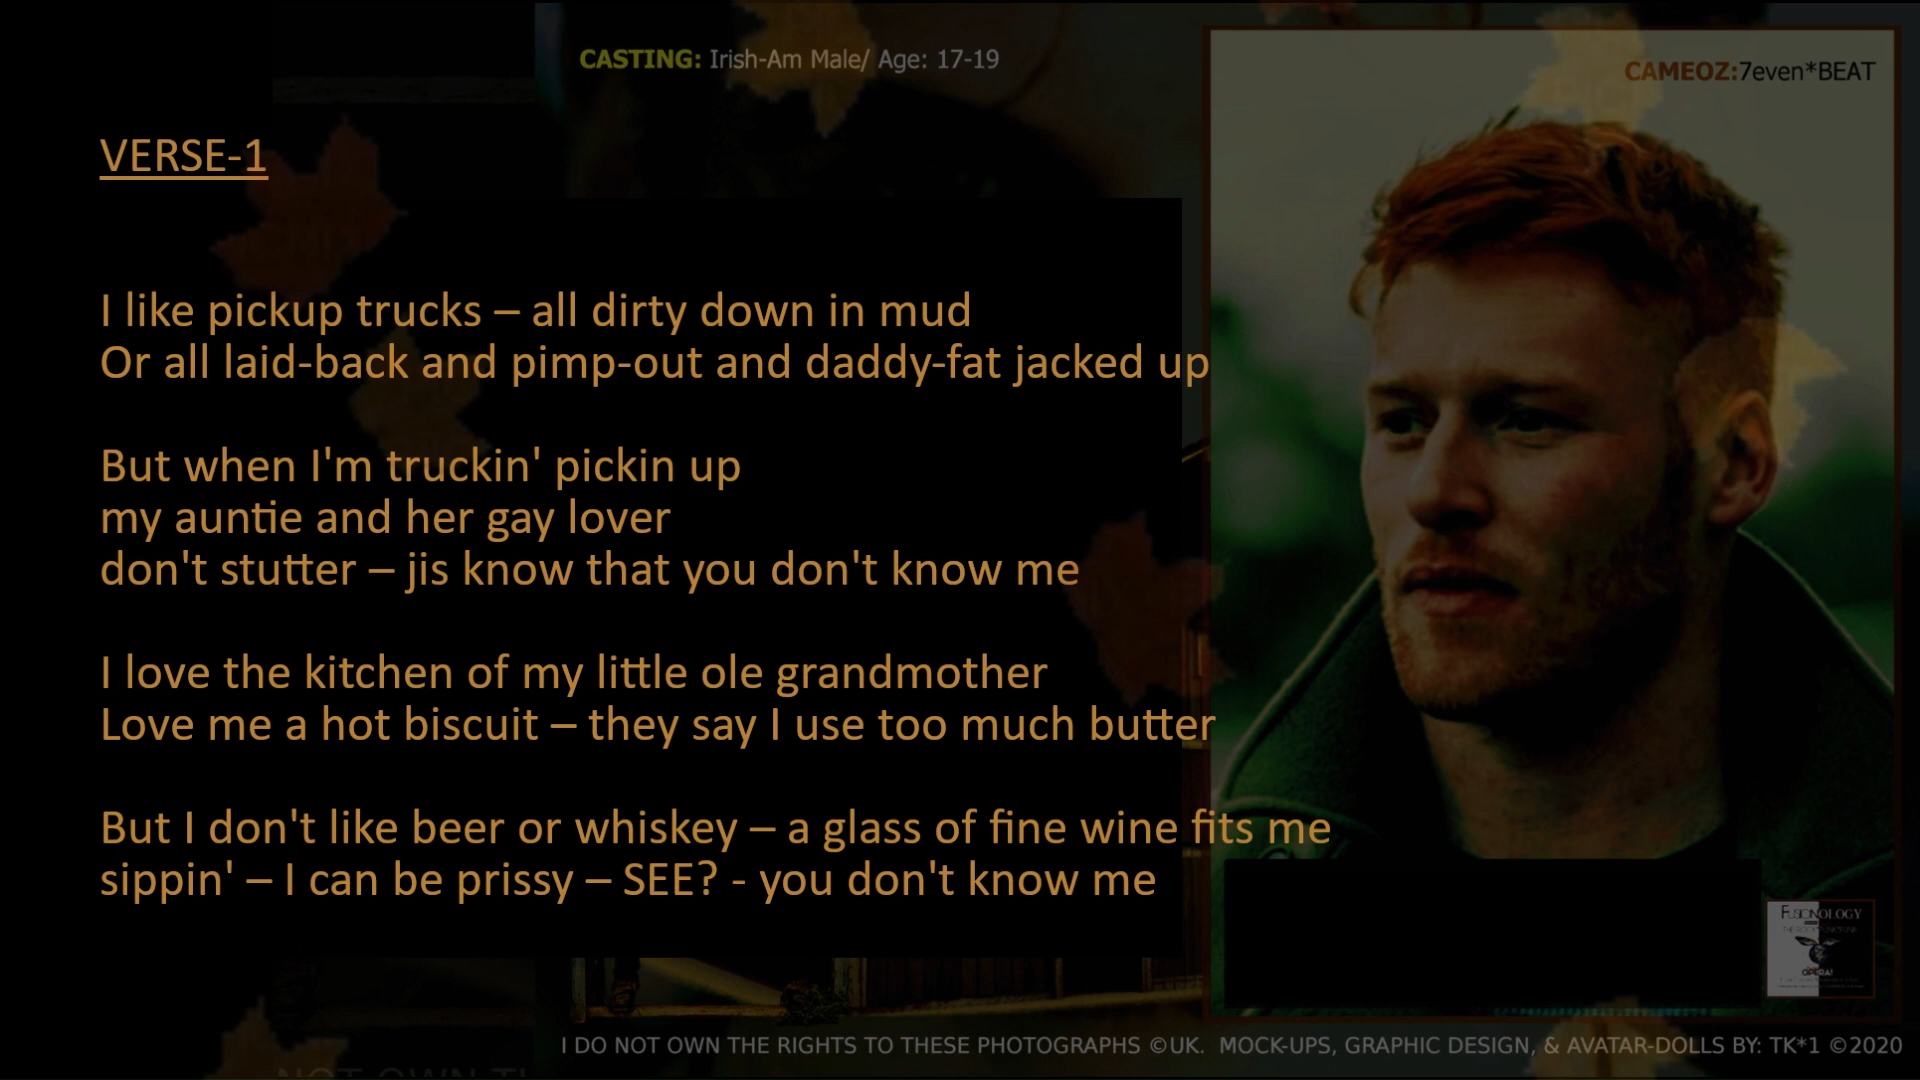 CASTING: Irish-Am Male/ Age: 17-19
CAMEOZ:7even*BEAT
VERSE-1
I like pickup trucks – all dirty down in mud
Or all laid-back and pimp-out and daddy-fat jacked up
But when I'm truckin' pickin up
my auntie and her gay lover
don't stutter – jis know that you don't know me
I love the kitchen of my little ole grandmother
Love me a hot biscuit – they say I use too much butter
But I don't like beer or whiskey – a glass of fine wine fits me
sippin' – I can be prissy – SEE? - you don't know me
FUSIONOLOGY
OPERA!
I DO NOT OWN THE RIGHTS TO THESE PHOTOGRAPHS ©UK. MOCK-UPS, GRAPHIC DESIGN, & AVATAR-DOLLS BY: TK*1 ©2020
NOT OWN